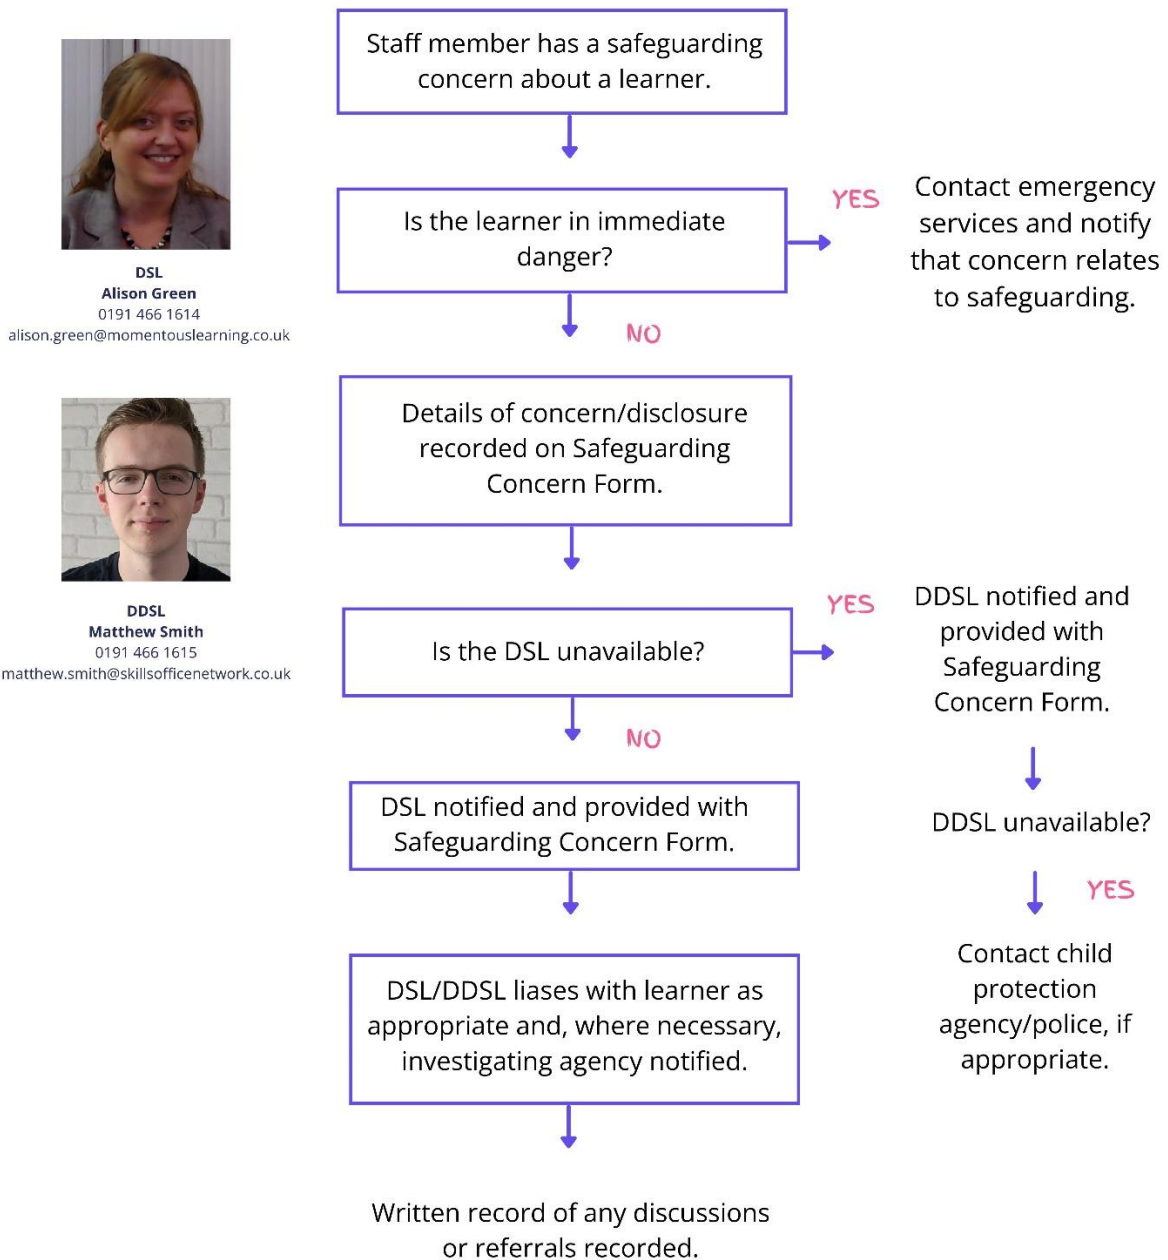 Staff member has a safeguarding
concern about a learner.
Is the learner in immediate
danger?
YES
Contact emergency
services and notify
that concern relates
to safeguarding.
NO
DSL
Alison Green
0191 466 1614
alison.green@momentouslearning.co.uk
Details of concern/disclosure
recorded on Safeguarding
Concern Form.
DDSL
Matthew Smith
0191 466 1615
matthew.smith@skillsofficenetwork.co.uk
Is the DSL unavailable?
YES
DDSL notified and
provided with
Safeguarding
Concern Form.
NO
DSL notified and provided with
Safeguarding Concern Form.
DDSL unavailable?
YES
Contact child
protection
agency/police, if
appropriate.
DSL/DDSL liases with learner as
appropriate and, where necessary,
investigating agency notified.
Written record of any discussions
or referrals recorded.